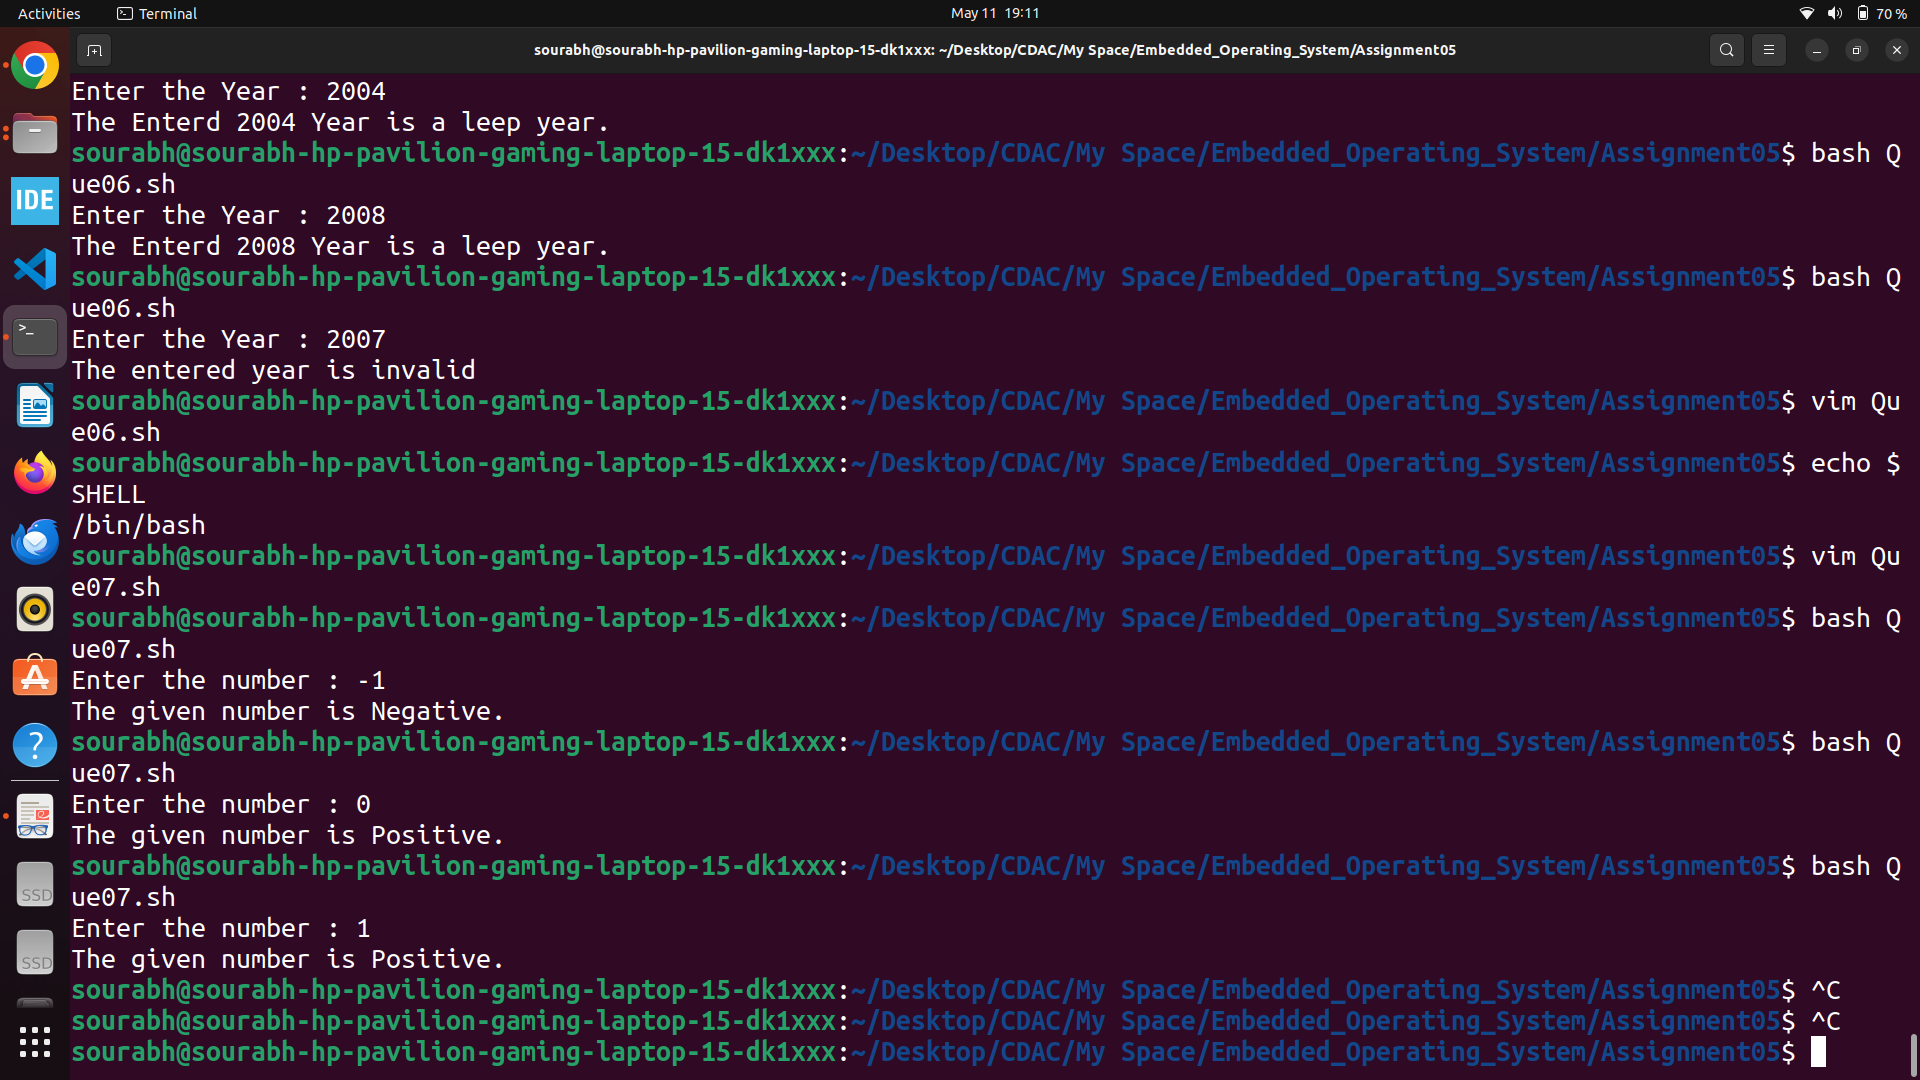 Activities
Terminal
May 11 19:11
70 %
sourabh@sourabh-hp-pavilion-gaming-laptop-15-dk1xxx: ~/Desktop/CDAC/My Space/Embedded_Operating_System/Assignment05
Enter the Year : 2004
The Enterd 2004 Year is a leep year.
sourabh@sourabh-hp-pavilion-gaming-laptop-15-dk1xxx:~/Desktop/CDAC/My Space/Embedded_Operating_System/Assignment05$ bash Q
ue06.sh
Enter the Year : 2008
The Enterd 2008 Year is a leep year.
sourabh@sourabh-hp-pavilion-gaming-laptop-15-dk1xxx:~/Desktop/CDAC/My Space/Embedded_Operating_System/Assignment05$ bash Q
ue06.sh
Enter the Year : 2007
The entered year is invalid
sourabh@sourabh-hp-pavilion-gaming-laptop-15-dk1xxx:~/Desktop/CDAC/My Space/Embedded_Operating_System/Assignment05$ vim Qu
e06.sh
sourabh@sourabh-hp-pavilion-gaming-laptop-15-dk1xxx:~/Desktop/CDAC/My Space/Embedded_Operating_System/Assignment05$ echo $
SHELL
/bin/bash
sourabh@sourabh-hp-pavilion-gaming-laptop-15-dk1xxx:~/Desktop/CDAC/My Space/Embedded_Operating_System/Assignment05$ vim Qu
e07.sh
sourabh@sourabh-hp-pavilion-gaming-laptop-15-dk1xxx:~/Desktop/CDAC/My Space/Embedded_Operating_System/Assignment05$ bash Q
ue07.sh
Enter the number : -1
The given number is Negative.
sourabh@sourabh-hp-pavilion-gaming-laptop-15-dk1xxx:~/Desktop/CDAC/My Space/Embedded_Operating_System/Assignment05$ bash Q
ue07.sh
Enter the number : 0
The given number is Positive.
sourabh@sourabh-hp-pavilion-gaming-laptop-15-dk1xxx:~/Desktop/CDAC/My Space/Embedded_Operating_System/Assignment05$ bash Q
ue07.sh
Enter the number : 1
The given number is Positive.
sourabh@sourabh-hp-pavilion-gaming-laptop-15-dk1xxx:~/Desktop/CDAC/My Space/Embedded_Operating_System/Assignment05$ ^C
sourabh@sourabh-hp-pavilion-gaming-laptop-15-dk1xxx:~/Desktop/CDAC/My Space/Embedded_Operating_System/Assignment05$ ^C
sourabh@sourabh-hp-pavilion-gaming-laptop-15-dk1xxx:~/Desktop/CDAC/My Space/Embedded_Operating_System/Assignment05$
IDE
>_
?
SSD
SSD